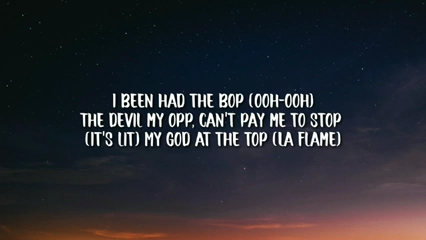 I BEEN HAD THE BOP (OOH-OOH)
THE DEVIL MY OPP, CAN'T PAY ME TO STOP
(IT'S LIT) MY GOD AT THE TOP (LA FLAME)